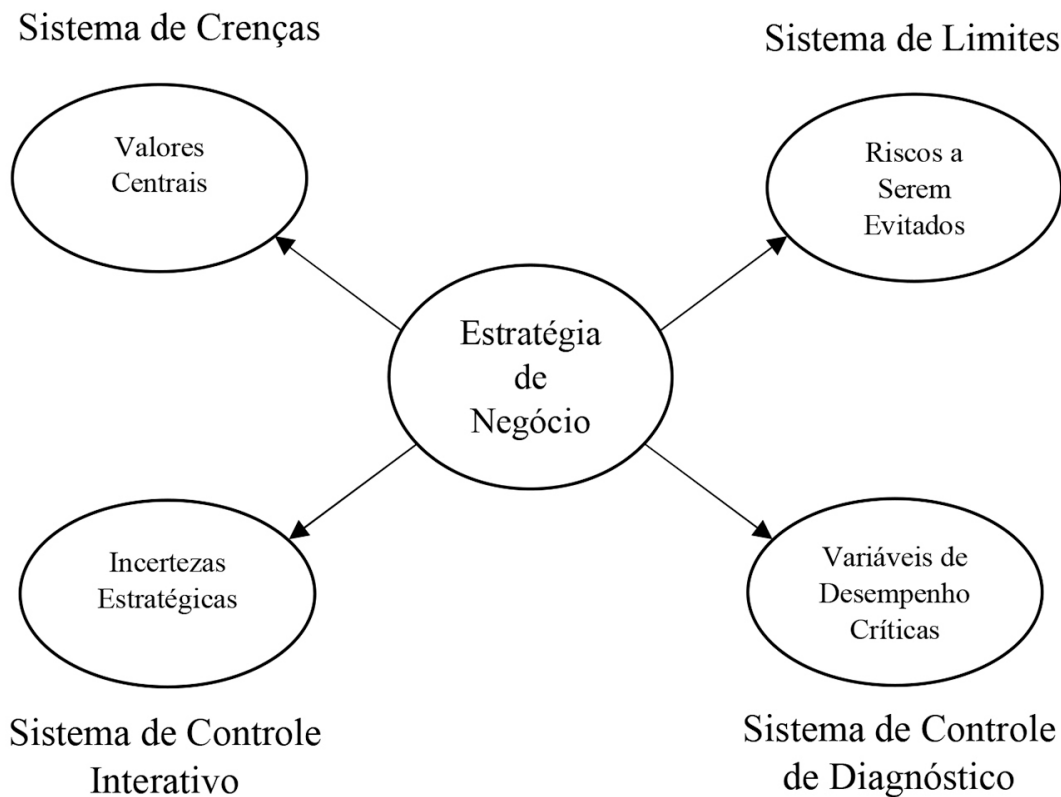 Sistema de Crenças
Sistema de Limites
Valores
Centrais
Riscos a
Serem
Evitados
Estratégia
de
Negócio
Incertezas
Estratégicas
Variáveis de
Desempenho
Críticas
Sistema de Controle
Interativo
Sistema de Controle
de Diagnóstico